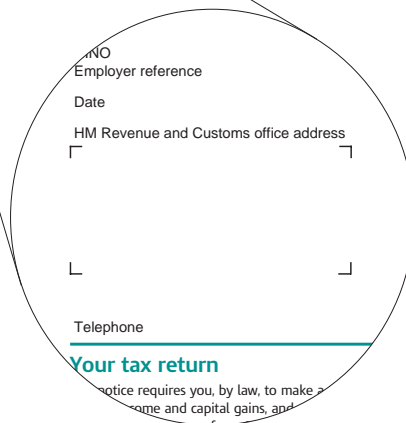 Employer reference
Date
HM Revenue and Customs office address
Telephone
Your tax return
notice requires you, by law, to make
and capital gains, and